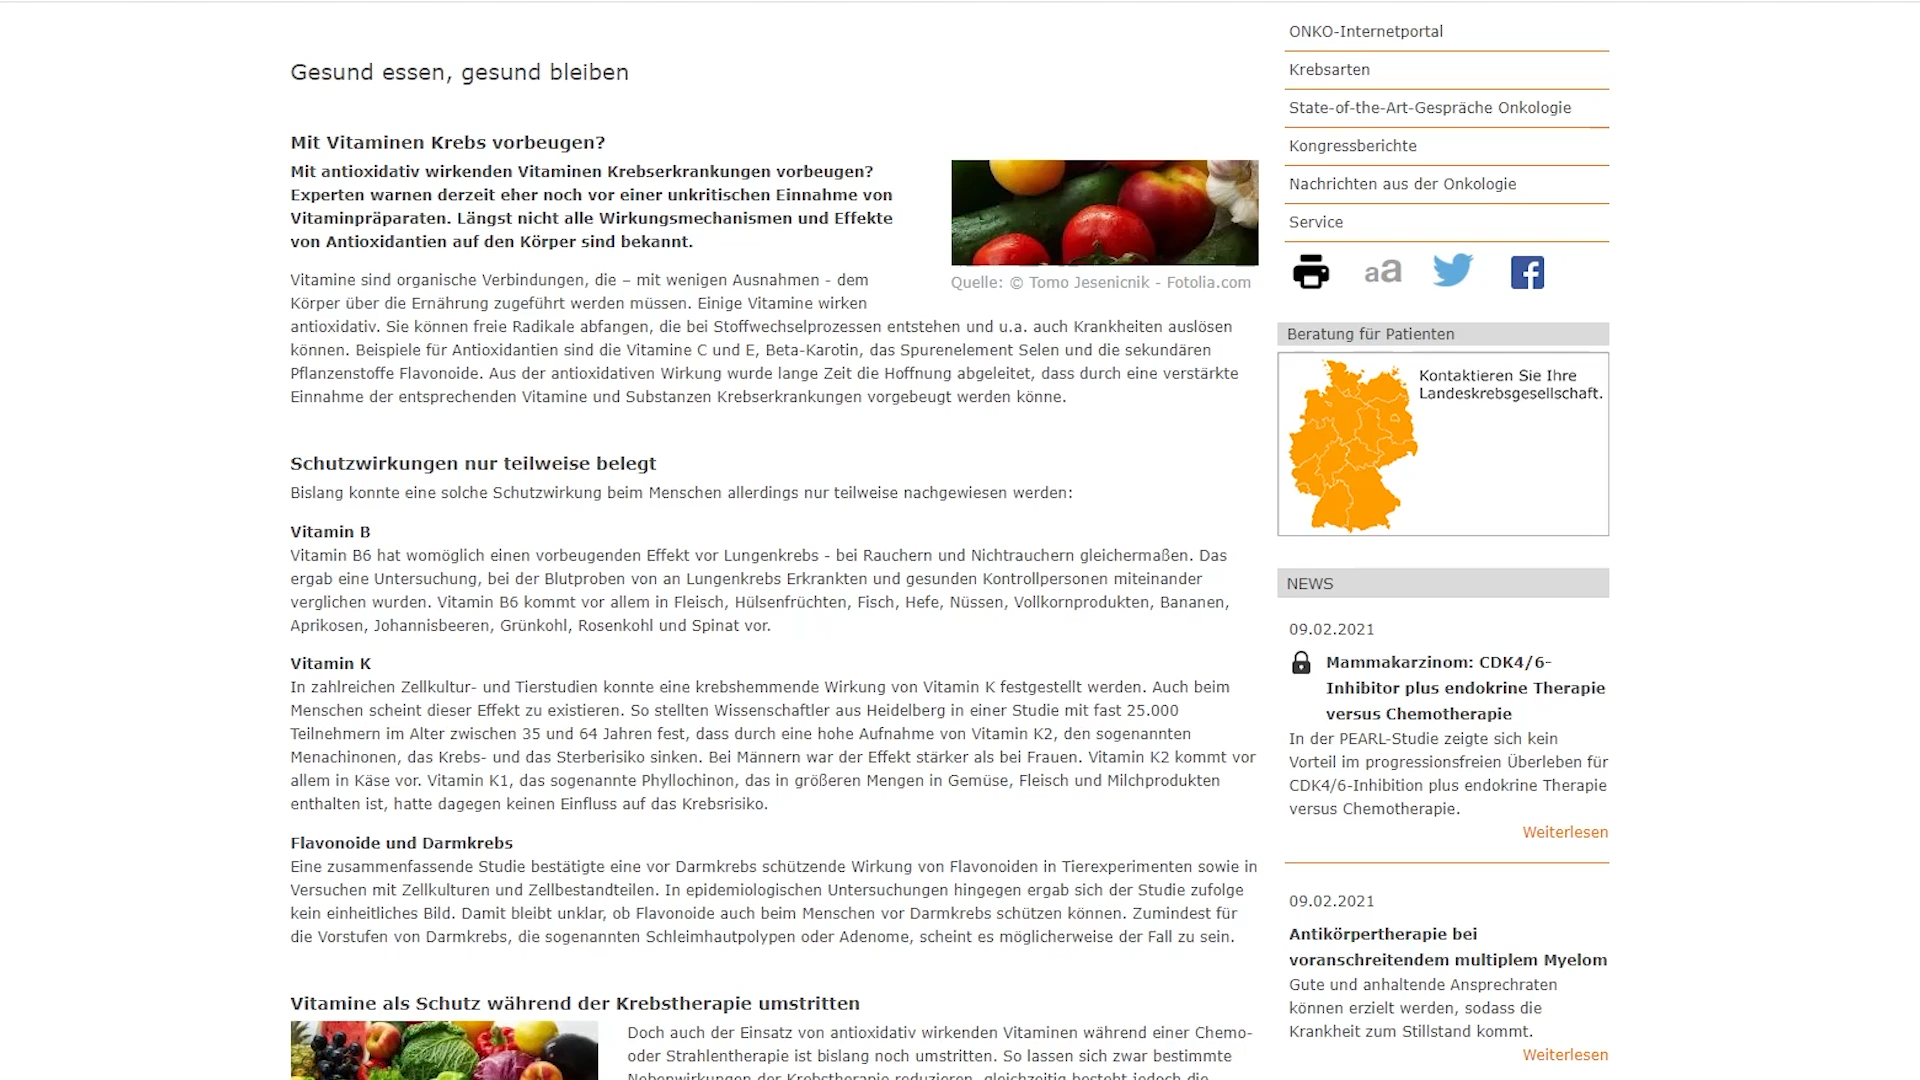 Gesund essen, gesund bleiben
Mit Vitaminen Krebs vorbeugen?
Mit antioxidativ wirkenden Vitaminen Krebserkrankungen vorbeugen?
Experten warnen derzeit eher noch vor einer unkritischen Einnahme von
Vitaminpräparaten. Längst nicht alle Wirkungsmechanismen und Effekte
von Antioxidantien auf den Körper sind bekannt.
Quelle: © Tomo Jesenicnik - Fotolia.com
Vitamine sind organische Verbindungen, die – mit wenigen Ausnahmen - dem
Körper über die Ernährung zugeführt werden müssen. Einige Vitamine wirken
antioxidativ. Sie können freie Radikale abfangen, die bei Stoffwechselprozessen entstehen und u.a. auch Krankheiten auslösen
können. Beispiele für Antioxidantien sind die Vitamine C und E, Beta-Karotin, das Spurenelement Selen und die sekundären
Pflanzenstoffe Flavonoide. Aus der antioxidativen Wirkung wurde lange Zeit die Hoffnung abgeleitet, dass durch eine verstärkte
Einnahme der entsprechenden Vitamine und Substanzen Krebserkrankungen vorgebeugt werden könne.
Schutzwirkungen nur teilweise belegt
Bislang konnte eine solche Schutzwirkung beim Menschen allerdings nur teilweise nachgewiesen werden:
Vitamin B
Vitamin B6 hat womöglich einen vorbeugenden Effekt vor Lungenkrebs - bei Rauchern und Nichtrauchern gleichermaßen. Das
ergab eine Untersuchung, bei der Blutproben von an Lungenkrebs Erkrankten und gesunden Kontrollpersonen miteinander
verglichen wurden. Vitamin B6 kommt vor allem in Fleisch, Hülsenfrüchten, Fisch, Hefe, Nüssen, Vollkornprodukten, Bananen,
Aprikosen, Johannisbeeren, Grünkohl, Rosenkohl und Spinat vor.
Vitamin K
In zahlreichen Zellkultur- und Tierstudien konnte eine krebshemmende Wirkung von Vitamin K festgestellt werden. Auch beim
Menschen scheint dieser Effekt zu existieren. So stellten Wissenschaftler aus Heidelberg in einer Studie mit fast 25.000
Teilnehmern im Alter zwischen 35 und 64 Jahren fest, dass durch eine hohe Aufnahme von Vitamin K2, den sogenannten
Menachinonen, das Krebs- und das Sterberisiko sinken. Bei Männern war der Effekt stärker als bei Frauen. Vitamin K2 kommt vor
allem in Käse vor. Vitamin K1, das sogenannte Phyllochinon, das in größeren Mengen in Gemüse, Fleisch und Milchprodukten
enthalten ist, hatte dagegen keinen Einfluss auf das Krebsrisiko.
Flavonoide und Darmkrebs
Eine zusammenfassende Studie bestätigte eine vor Darmkrebs schützende Wirkung von Flavonoiden in Tierexperimenten sowie in
Versuchen mit Zellkulturen und Zellbestandteilen. In epidemiologischen Untersuchungen hingegen ergab sich der Studie zufolge
kein einheitliches Bild. Damit bleibt unklar, ob Flavonoide auch beim Menschen vor Darmkrebs schützen können. Zumindest für
die Vorstufen von Darmkrebs, die sogenannten Schleimhautpolypen oder Adenome, scheint es möglicherweise der Fall zu sein.
Vitamine als Schutz während der Krebstherapie umstritten
Doch auch der Einsatz von antioxidativ wirkenden Vitaminen während einer Chemo-
oder Strahlentherapie ist bislang noch umstritten. So lassen sich zwar bestimmte
Nebenwirkungen der Krebstherapie reduzieren, gleichzeitig besteht jedoch die
ONKO-Internetportal
Krebsarten
State-of-the-Art-Gespräche Onkologie
Kongressberichte
Nachrichten aus der Onkologie
Service
aa
f
Beratung für Patienten
Kontaktieren Sie Ihre
Landeskrebsgesellschaft.
NEWS
09.02.2021
Mammakarzinom: CDK4/6-
Inhibitor plus endokrine Therapie
versus Chemotherapie
In der PEARL-Studie zeigte sich kein
Vorteil im progressionsfreien Überleben für
CDK4/6-Inhibition plus endokrine Therapie
versus Chemotherapie.
Weiterlesen
09.02.2021
Antikörpertherapie bei
voranschreitendem multiplem Myelom
Gute und anhaltende Ansprechraten
können erzielt werden, sodass die
Krankheit zum Stillstand kommt.
Weiterlesen